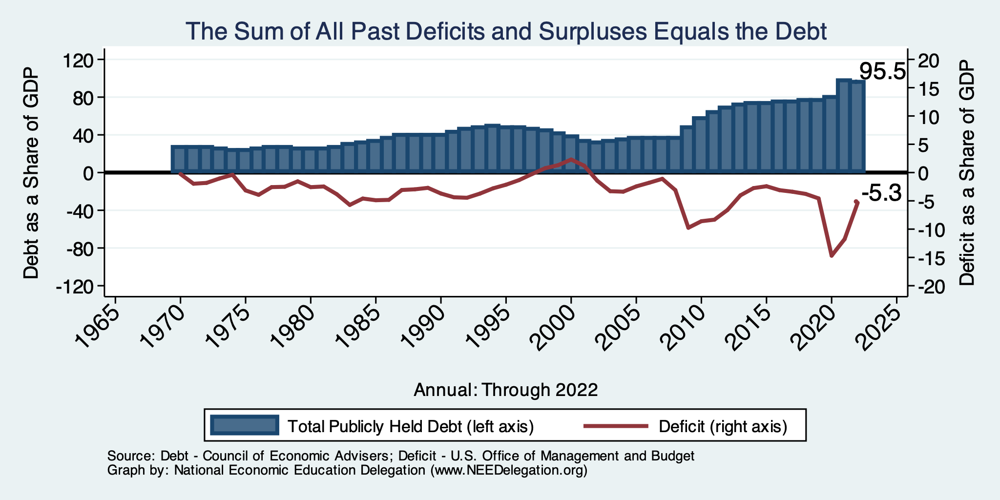 The Sum of All Past Deficits and Surpluses Equals the Debt
Debt as a Share of GDP
120
80
40
0
-40
-80
-120
95.5
-5.3
20
15
10
5
0
-5
-10
-15
-20
Deficit as a Share of GDP
1965 1970 1975 1980 1985 1990 1995 2000 2005 2010 2015 2020 2025
Annual: Through 2022
Total Publicly Held Debt (left axis) Deficit (right axis)
Source: Debt - Council of Economic Advisers; Deficit - U.S. Office of Management and Budget
Graph by: National Economic Education Delegation (www.NEEDelegation.org)